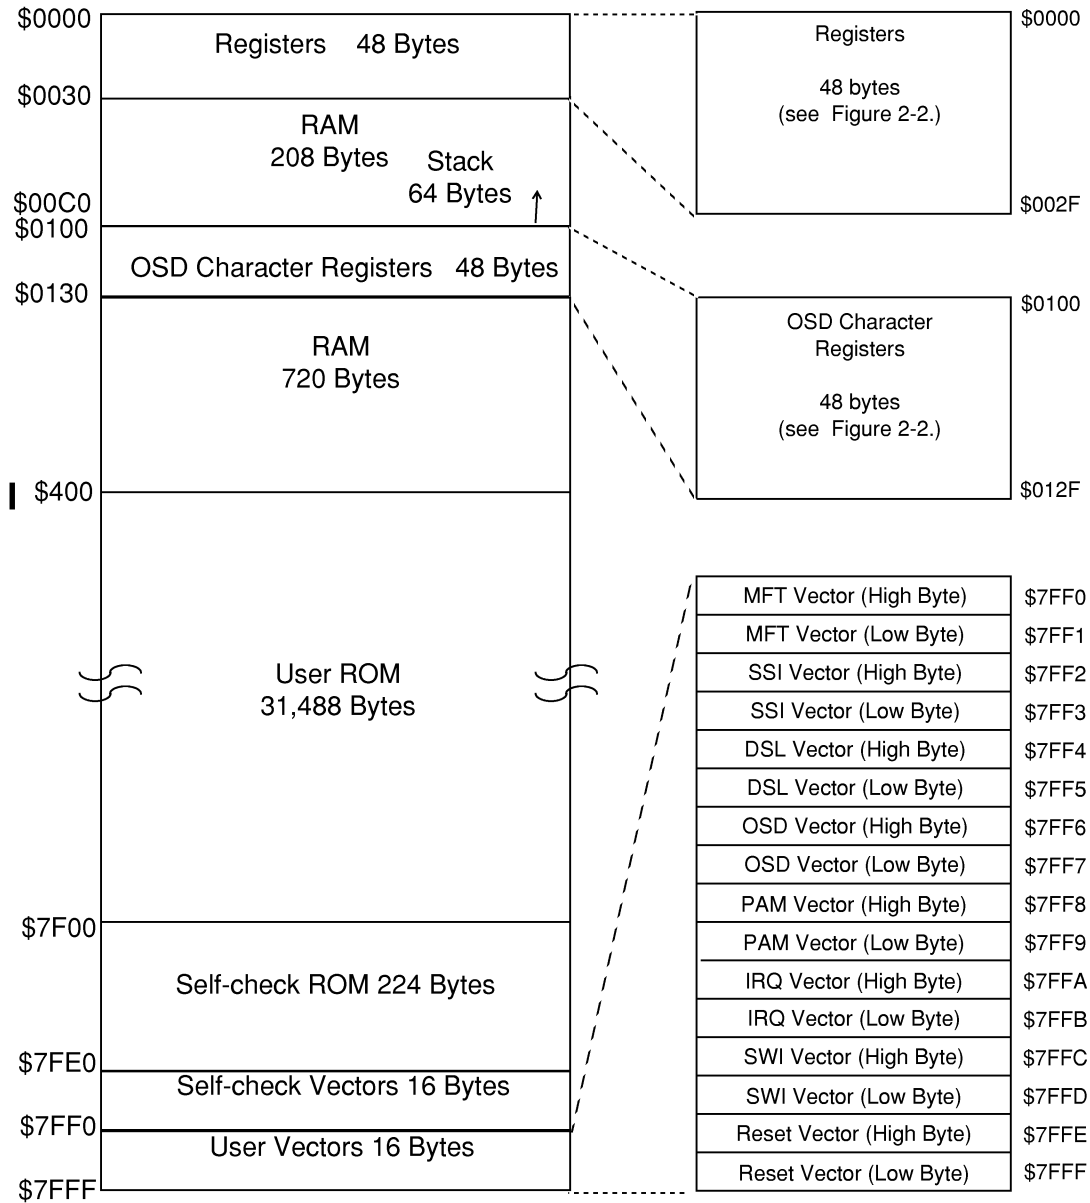 $0000
Registers 48 Bytes
$0030
RAM
208 Bytes
Stack
64 Bytes
$00C0
$0100
OSD Character Registers 48 Bytes
$0130
RAM
720 Bytes
$400
User ROM
31,488 Bytes
$7F00
Self-check ROM 224 Bytes
$7FE0
Self-check Vectors 16 Bytes
$7FF0
User Vectors 16 Bytes
$7FFF
$0000
Registers
48 bytes
(see Figure 2-2.)
$002F
$0100
OSD Character
Registers
48 bytes
(see Figure 2-2.)
$012F
MFT Vector (High Byte) $7FF0
MFT Vector (Low Byte) $7FF1
SSI Vector (High Byte) $7FF2
SSI Vector (Low Byte) $7FF3
DSL Vector (High Byte) $7FF4
DSL Vector (Low Byte) $7FF5
OSD Vector (High Byte) $7FF6
OSD Vector (Low Byte) $7FF7
PAM Vector (High Byte) $7FF8
PAM Vector (Low Byte) $7FF9
IRQ Vector (High Byte) $7FFA
IRQ Vector (Low Byte) $7FFB
SWI Vector (High Byte) $7FFC
SWI Vector (Low Byte) $7FFD
Reset Vector (High Byte) $7FFE
Reset Vector (Low Byte) $7FFF